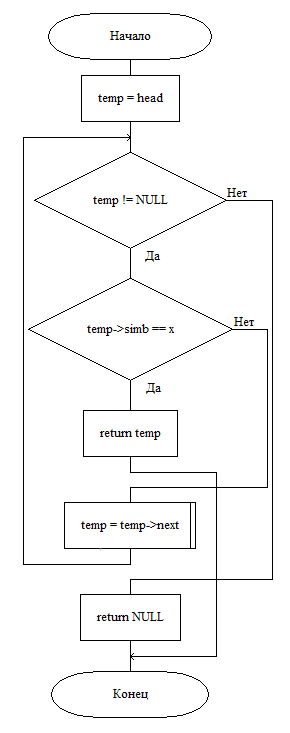 Начало
temp = head
temp != NULL
Нет
Да
temp->simb == x
Нет
Да
return temp
temp = temp->next
return NULL
Конец